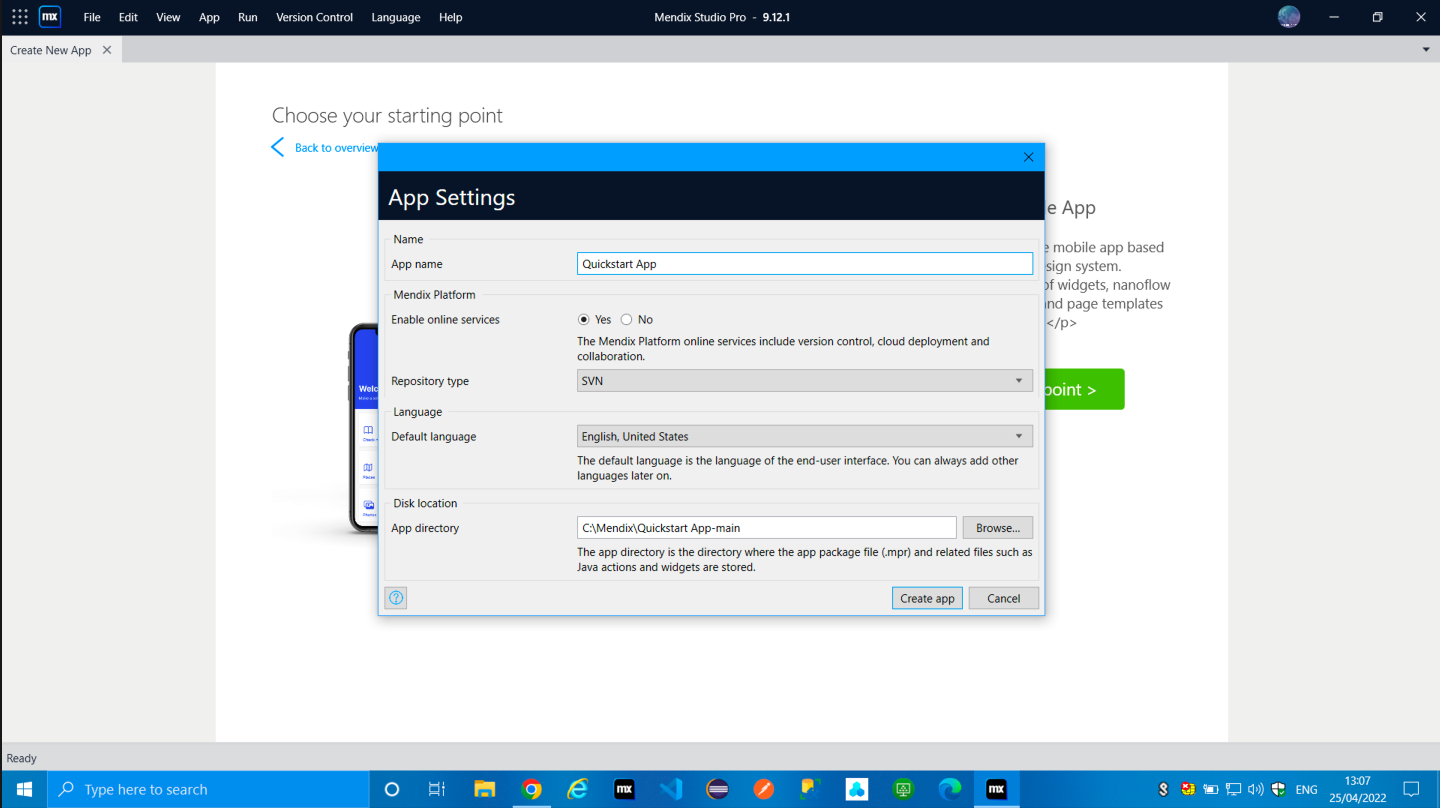 mx File Edit View App Run Version Control Language Help Mendix Studio Pro - 9.12.1
Create New App
Choose your starting point
Back to overview
App Settings
e App
Name
App name Quickstart App
e mobile app based
sign system.
of widgets, nanoflow
nd page templates
</p>
Mendix Platform
Enable online services Yes No
The Mendix Platform online services include version control, cloud deployment and
collaboration.
Repository type SVN
point >
Welc
Language
Default language English, United States
The default language is the language of the end-user interface. You can always add other
languages later on.
Places
Photos
Disk location
App directory C:\Mendix\Quickstart App-main Browse...
The app directory is the directory where the app package file (.mpr) and related files such as
Java actions and widgets are stored.
Create app Cancel
Ready
Type here to search mx mx ENG 13:07
25/04/2022